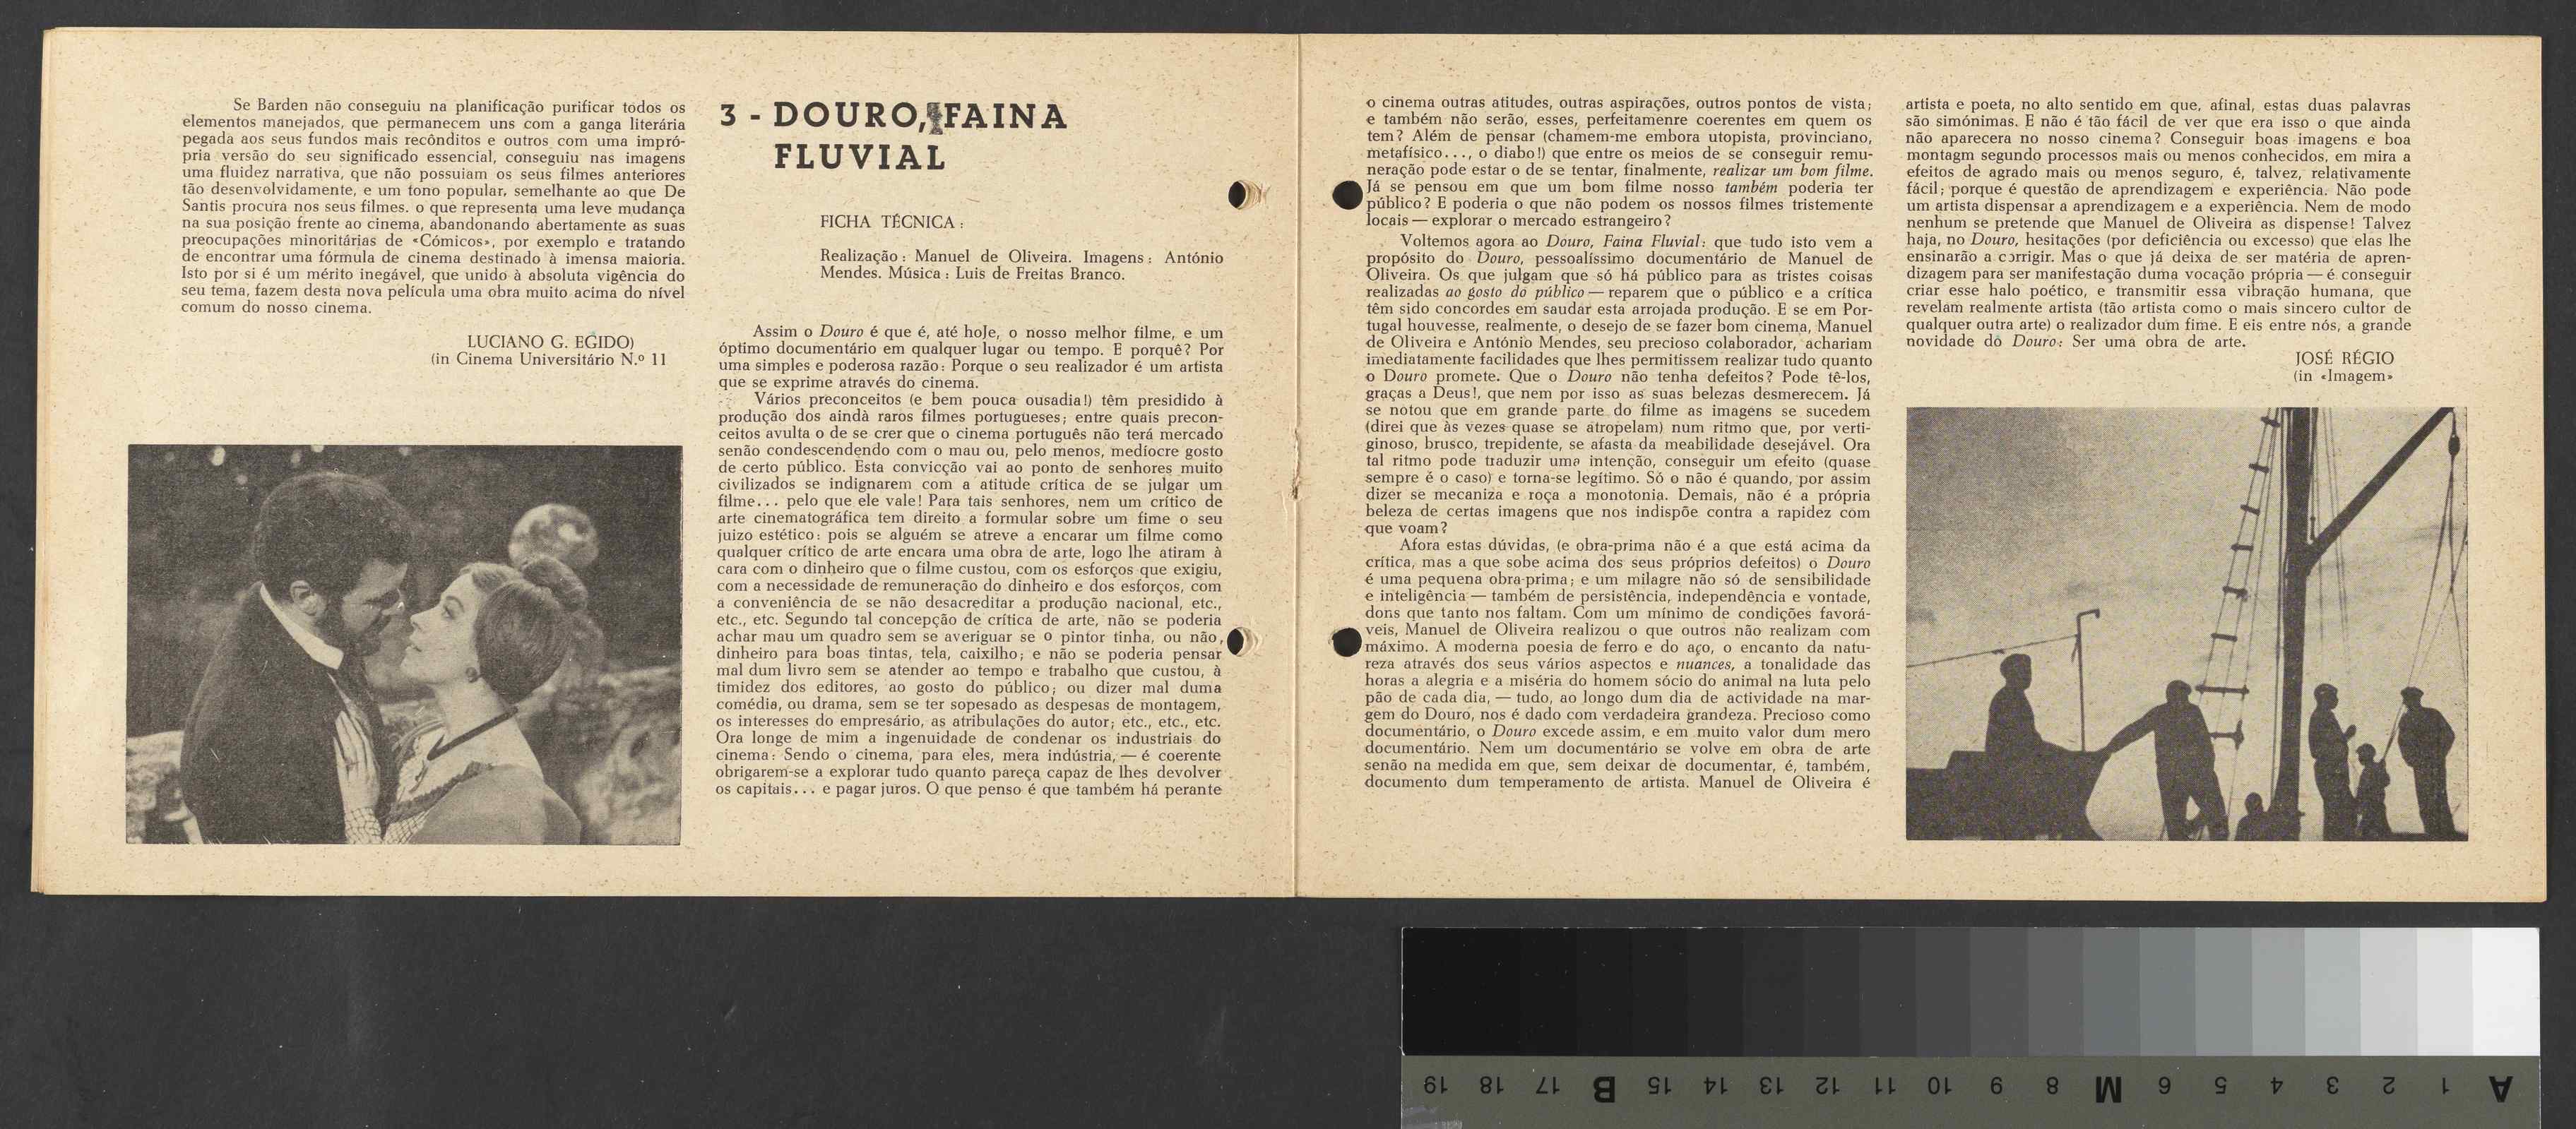 Se Barden não conseguiu na planificação purificar todos os
elementos manejados, que permanecem uns com a ganga literária
pegada aos seus fundos mais recônditos e outros com uma impró-
pria versão do seu significado essencial, conseguiu nas imagens
uma fluidez narrativa, que não possuiam os seus filmes anteriores
tão desenvolvidamente, e um tono popular, semelhante ao que De
Santis procura nos seus filmes. o que representa uma leve mudança
na sua posição frente ao cinema, abandonando abertamente as suas
preocupações minoritárias de «Cómicos», por exemplo e tratando
de encontrar uma fórmula de cinema destinado à imensa maioria.
Isto por si é um mérito inegável, que unido à absoluta vigência do
seu tema, fazem desta nova película uma obra muito acima do nível
comum do nosso cinema.
LUCIANO G. EGIDO)
(in Cinema Universitário N.º 11
3 - DOURO, FAINA
FLUVIAL
FICHA TÉCNICA :
Realização : Manuel de Oliveira. Imagens : António
Mendes. Música : Luis de Freitas Branco.
Assim o Douro é que é, até hoJe, o nosso melhor filme, e um
óptimo documentário em qualquer lugar ou tempo. E porquê? Por
uma simples e poderosa razão: Porque o seu realizador é um artista
que se exprime através do cinema.
Vários preconceitos (e bem pouca ousadia!) têm presidido à
produção dos aindà raros filmes portugueses; entre quais precon-
ceitos avulta o de se crer que o cinema português não terá mercado
senão condescendendo com o mau ou, pelo menos, medíocre gosto
de certo público. Esta convicção vai ao ponto de senhores muito
civilizados se indignarem com a atitude crítica de se julgar um
filme... pelo que ele vale! Para tais senhores, nem um crítico de
arte cinematográfica tem direito a formular sobre um fime o seu
juizo estético: pois se alguém se atreve a encarar um filme como
qualquer crítico de arte encara uma obra de arte, logo lhe atiram à
cara com o dinheiro que o filme custou, com os esforços que exigiu,
com a necessidade de remuneração do dinheiro e dos esforços, com
a conveniência de se não desacreditar a produção nacional, etc.,
etc., etc. Segundo tal concepção de crítica de arte, não se poderia
achar mau um quadro sem se averiguar se o pintor tinha, ou não,
dinheiro para boas tintas, tela, caixilho; e não se poderia pensar
mal dum livro sem se atender ao tempo e trabalho que custou, à
timidez dos editores, ao gosto do público; ou dizer mal duma
comédia, ou drama, sem se ter sopesado as despesas de montagem,
os interesses do empresário, as atribulações do autor; etc., etc., etc.
Ora longe de mim a ingenuidade de condenar os industriais do
cinema: Sendo o cinema, para eles, mera indústria, — é coerente
obrigarem-se a explorar tudo quanto pareça capaz de lhes devolver
os capitais... e pagar juros. O que penso é que também há perante
o cinema outras atitudes, outras aspirações, outros pontos de vista;
e também não serão, esses, perfeitamenre coerentes em quem os
tem? Além de pensar (chamem-me embora utopista, provinciano,
metafísico..., o diabo!) que entre os meios de se conseguir remu-
neração pode estar o de se tentar, finalmente, realizar um bom filme.
Já se pensou em que um bom filme nosso também poderia ter
público? E poderia o que não podem os nossos filmes tristemente
locais — explorar o mercado estrangeiro?
Voltemos agora ao Douro, Faina Fluvial: que tudo isto vem a
propósito do Douro, pessoalíssimo documentário de Manuel de
Oliveira. Os que julgam que só há público para as tristes coisas
realizadas ao gosto do público — reparem que o público e a crítica
têm sido concordes em saudar esta arrojada produção. E se em Por-
tugal houvesse, realmente, o desejo de se fazer bom cinema, Manuel
de Oliveira e António Mendes, seu precioso colaborador, achariam
imediatamente facilidades que lhes permitissem realizar tudo quanto
o Douro promete. Que o Douro não tenha defeitos? Pode tê-los,
graças a Deus!, que nem por isso as suas belezas desmerecem. Já
se notou que em grande parte do filme as imagens se sucedem
(direi que às vezes quase se atropelam) num ritmo que, por verti-
ginoso, brusco, trepidente, se afasta da meabilidade desejável. Ora
tal ritmo pode traduzir uma intenção, conseguir um efeito (quase
sempre é o caso) e torna-se legítimo. Só o não é quando, por assim
dizer se mecaniza e roça a monotonia. Demais, não é a própria
beleza de certas imagens que nos indispõe contra a rapidez com
que voam?
Afora estas dúvidas, (e obra-prima não é a que está acima da
crítica, mas a que sobe acima dos seus próprios defeitos) o Douro
é uma pequena obra-prima; e um milagre não só de sensibilidade
e inteligência — também de persistência, independência e vontade,
dons que tanto nos faltam. Com um mínimo de condições favorá-
veis, Manuel de Oliveira realizou o que outros não realizam com
máximo. A moderna poesia de ferro e do aço, o encanto da natu-
reza através dos seus vários aspectos e nuances, a tonalidade das
horas a alegria e a miséria do homem sócio do animal na luta pelo
pão de cada dia, — tudo, ao longo dum dia de actividade na mar-
gem do Douro, nos é dado com verdadeira grandeza. Precioso como
documentário, o Douro excede assim, e em muito valor dum mero
documentário. Nem um documentário se volve em obra de arte
senão na medida em que, sem deixar de documentar, é, também,
documento dum temperamento de artista. Manuel de Oliveira é
artista e poeta, no alto sentido em que, afinal, estas duas palavras
são simónimas. E não é tão fácil de ver que era isso o que ainda
não aparecera no nosso cinema? Conseguir boas imagens e boa
montagm segundo processos mais ou menos conhecidos, em mira a
efeitos de agrado mais ou menos seguro, é, talvez, relativamente
fácil; porque é questão de aprendizagem e experiência. Não pode
um artista dispensar a aprendizagem e a experiência. Nem de modo
nenhum se pretende que Manuel de Oliveira as dispense! Talvez
haja, no Douro, hesitações (por deficiência ou excesso) que elas lhe
ensinarão a corrigir. Mas o que já deixa de ser matéria de apren-
dizagem para ser manifestação duma vocação própria — é conseguir
criar esse halo poético, e transmitir essa vibração humana, que
revelam realmente artista (tão artista como o mais sincero cultor de
qualquer outra arte) o realizador dum fime. E eis entre nós, a grande
novidade do Douro: Ser uma obra de arte.
JOSÉ RÉGIO
(in «Imagem»
A 1 2 3 4 5 6 M 8 9 10 11 12 13 14 15 B 17 18 19